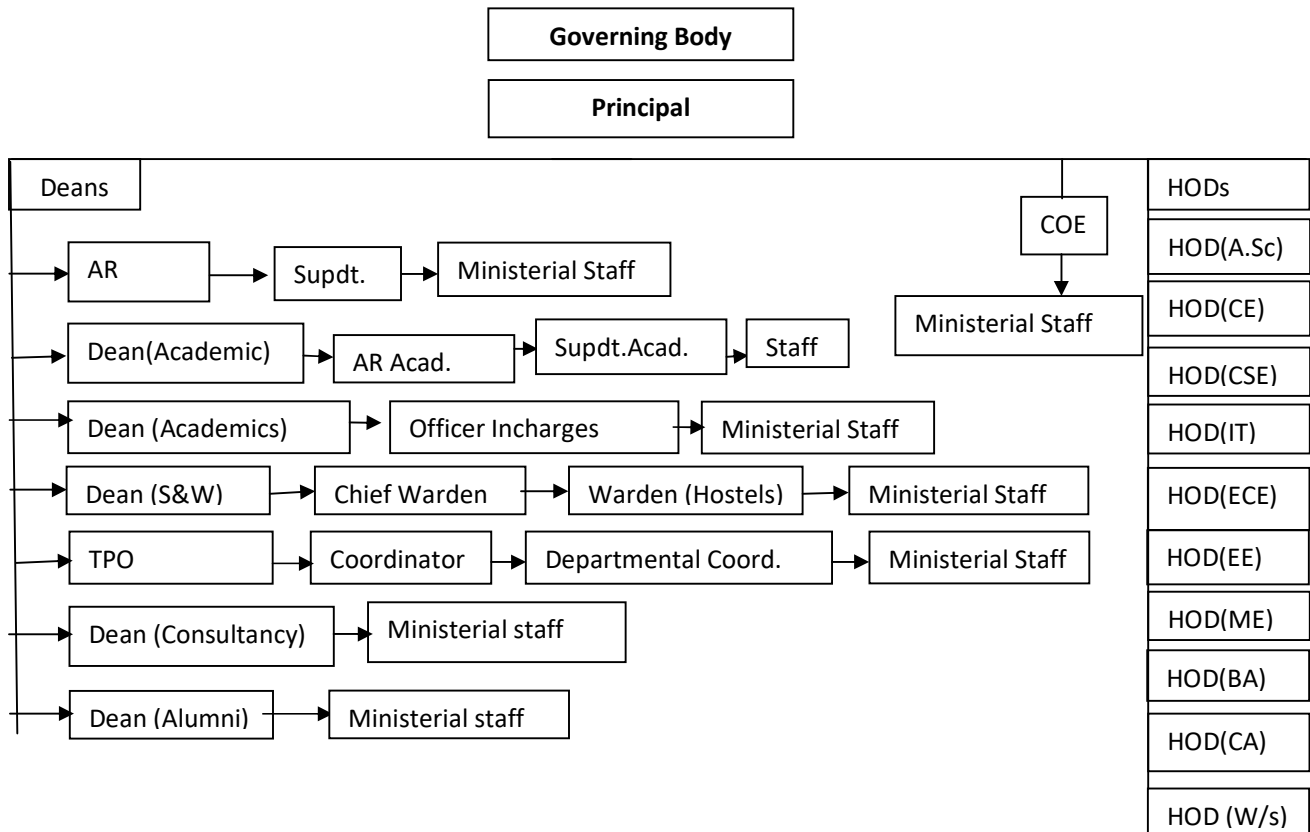 Governing Body
Principal
Deans
HODs
COE
HOD(A.Sc)
AR
Supdt.
Ministerial Staff
Ministerial Staff
HOD(CE)
Dean(Academic)
AR Acad.
Supdt.Acad.
Staff
HOD(CSE)
Dean (Academics)
Officer Incharges
Ministerial Staff
HOD(IT)
Dean (S&W)
Chief Warden
Warden (Hostels)
Ministerial Staff
HOD(ECE)
TPO
Coordinator
Departmental Coord.
Ministerial Staff
HOD(EE)
Dean (Consultancy)
Ministerial staff
HOD(ME)
HOD(BA)
Dean (Alumni)
Ministerial staff
HOD(CA)
HOD (W/s)